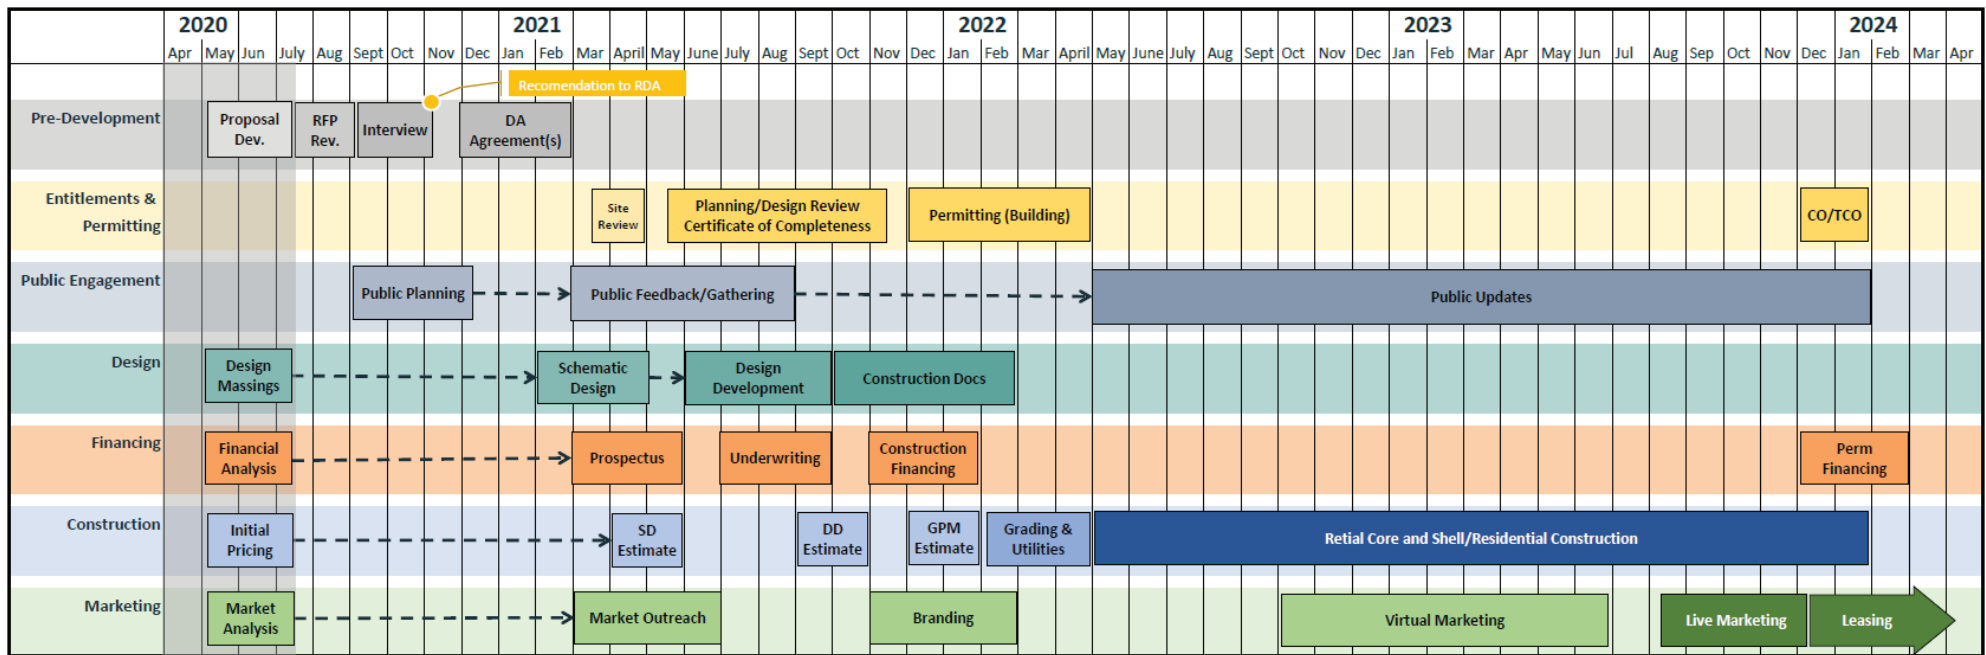 2020 2021 2022 2023 2024
Apr May Jun July Aug Sept Oct Nov Dec Jan Feb Mar April May June July Aug Sept Oct Nov Dec Jan Feb Mar April May June July Aug Sept Oct Nov Dec Jan Feb Mar Apr May Jun Jul Aug Sep Oct Nov Dec Jan Feb Mar Apr
Recomendation to RDA
Pre-Development
Proposal
Dev.
RFP
Rev.
Interview
DA
Agreement(s)
Entitlements &
Permitting
Site
Review
Planning/Design Review
Certificate of Completeness
Permitting (Building)
CO/TCO
Public Engagement
Public Planning
Public Feedback/Gathering
Public Updates
Design
Design
Massings
Schematic
Design
Design
Development
Construction Docs
Financing
Financial
Analysis
Prospectus
Underwriting
Construction
Financing
Perm
Financing
Construction
Initial
Pricing
SD
Estimate
DD
Estimate
GPM
Estimate
Grading &
Utilities
Retial Core and Shell/Residential Construction
Marketing
Market
Analysis
Market Outreach
Branding
Virtual Marketing
Live Marketing
Leasing